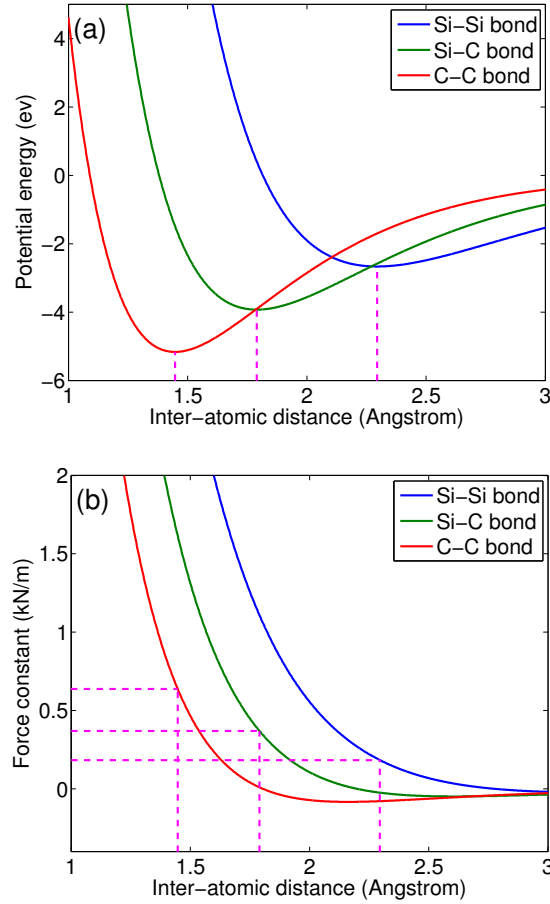 (a)
Si−Si bond
Si−C bond
C−C bond
Potential energy (ev)
4
2
0
−2
−4
−6
1
1.5
2
2.5
3
Inter−atomic distance (Angstrom)
(b)
Si−Si bond
Si−C bond
C−C bond
Force constant (kN/m)
2
1.5
1
0.5
0
1
1.5
2
2.5
3
Inter−atomic distance (Angstrom)